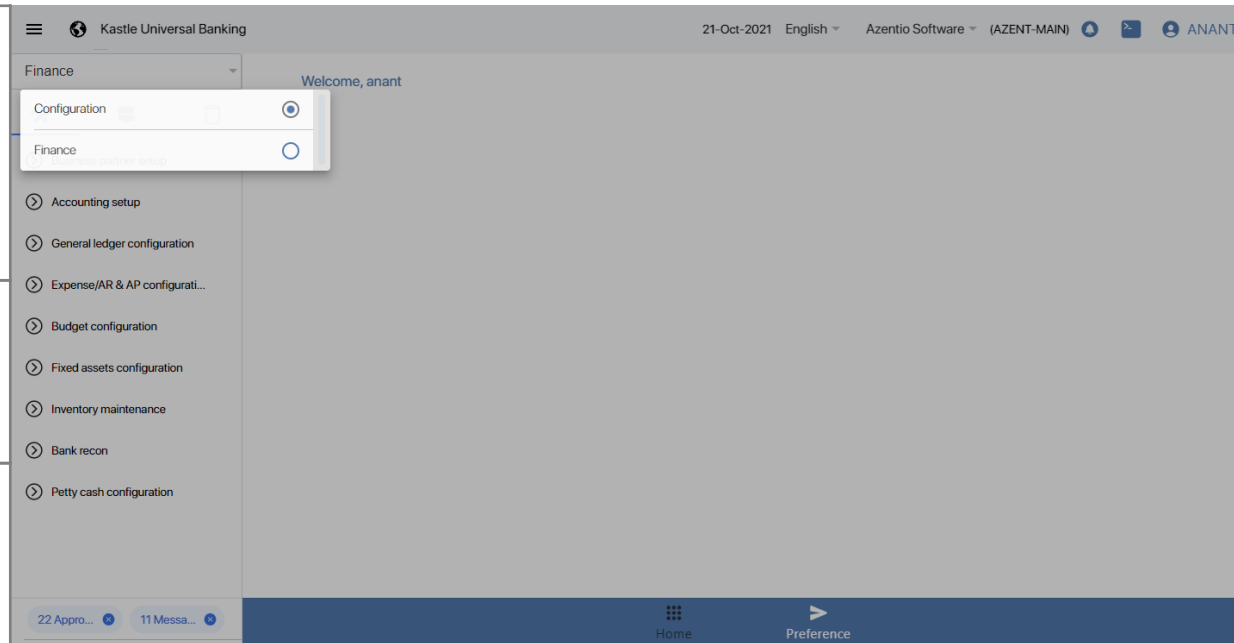 Kastle Universal Banking
21-Oct-2021 English Azentio Software (AZENT-MAIN) ANANT
Finance
Welcome, anant
Configuration
Finance
Accounting setup
General ledger configuration
Expense/AR & AP configurati...
Budget configuration
Fixed assets configuration
Inventory maintenance
Bank recon
Petty cash configuration
22 Appro... 11 Messa...
Home Preference